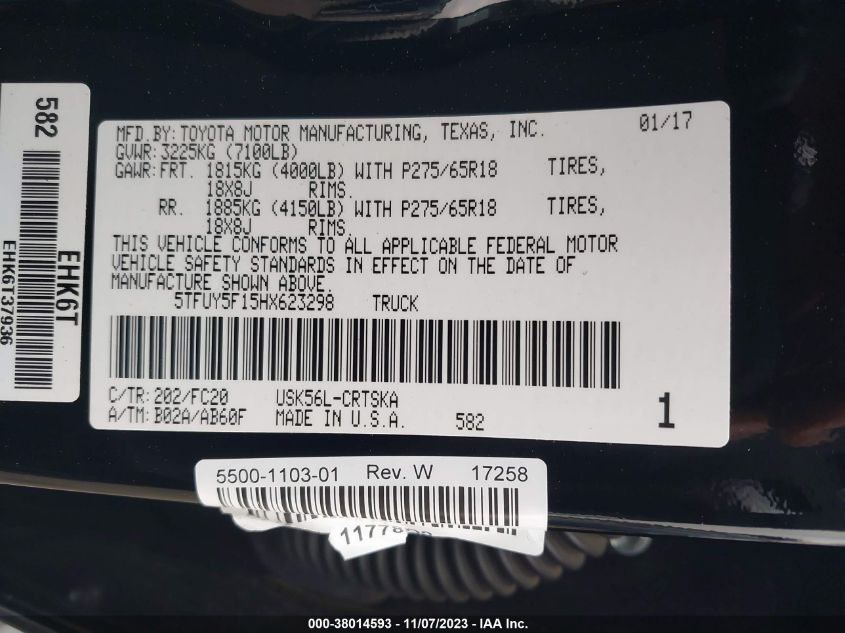 582
EHK6T
EHK6T37936
MFD.BY: TOYOTA MOTOR MANUFACTURING, TEXAS, INC. 01/17
GVWR: 3225KG (7100LB)
GAWR: FRT. 1815KG (4000LB) WITH P275/65R18 TIRES,
18X8J RIMS.
RR. 1885KG (4150LB) WITH P275/65R18 TIRES,
18X8J RIMS.
THIS VEHICLE CONFORMS TO ALL APPLICABLE FEDERAL MOTOR
VEHICLE SAFETY STANDARDS IN EFFECT ON THE DATE OF
MANUFACTURE SHOWN ABOVE.
5TFUY5F15HX623298 TRUCK
C/TR: 202/FC20 USK56L-CRTSKA
A/TM: B02A/AB60F MADE IN U.S.A. 582 1
5500-1103-01 Rev. W 17258
000-38014593 - 11/07/2023 - IAA Inc.